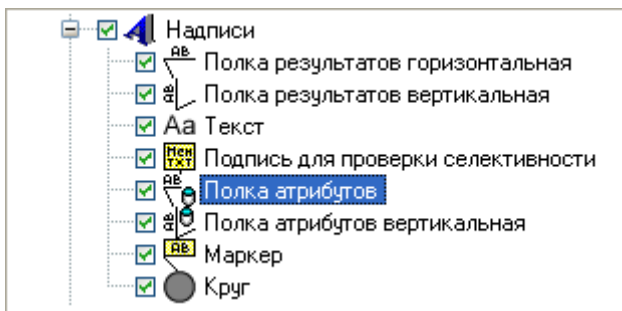 Надписи
Полка результатов горизонтальная
Полка результатов вертикальная
Aa Текст
Подпись для проверки селективности
Полка атрибутов
Полка атрибутов вертикальная
Маркер
Круг